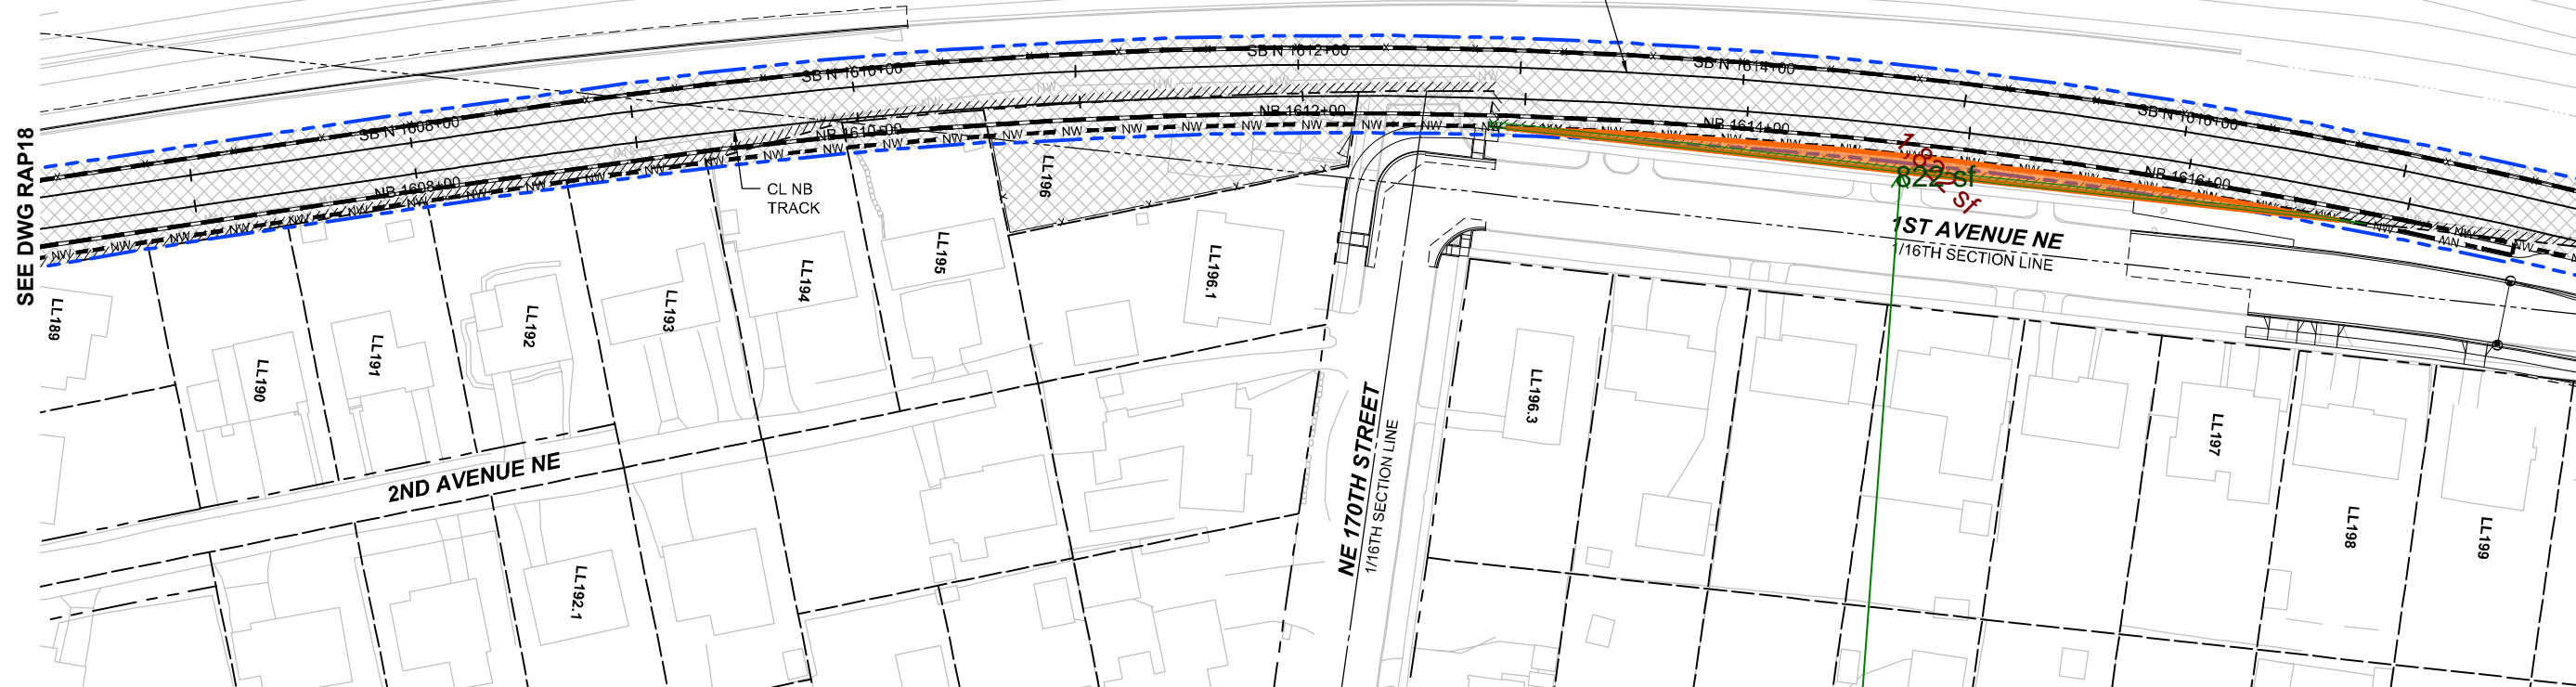 SEE DWG RAP18
SB N 1608+00
SB N 1610+00
SB N 1612+00
SB N 1614+00
SB N 1616+00
NB 1608+00
NB 1610+00
NB 1612+00
NB 1614+00
NB 1616+00
NW
CL NB
TRACK
822 sf
1ST AVENUE NE
1/16TH SECTION LINE
LL189
LL190
LL191
LL192
LL193
LL194
LL195
LL196
LL196.1
LL196.3
LL197
LL198
LL199
LL192.1
2ND AVENUE NE
NE 170TH STREET
1/16TH SECTION LINE